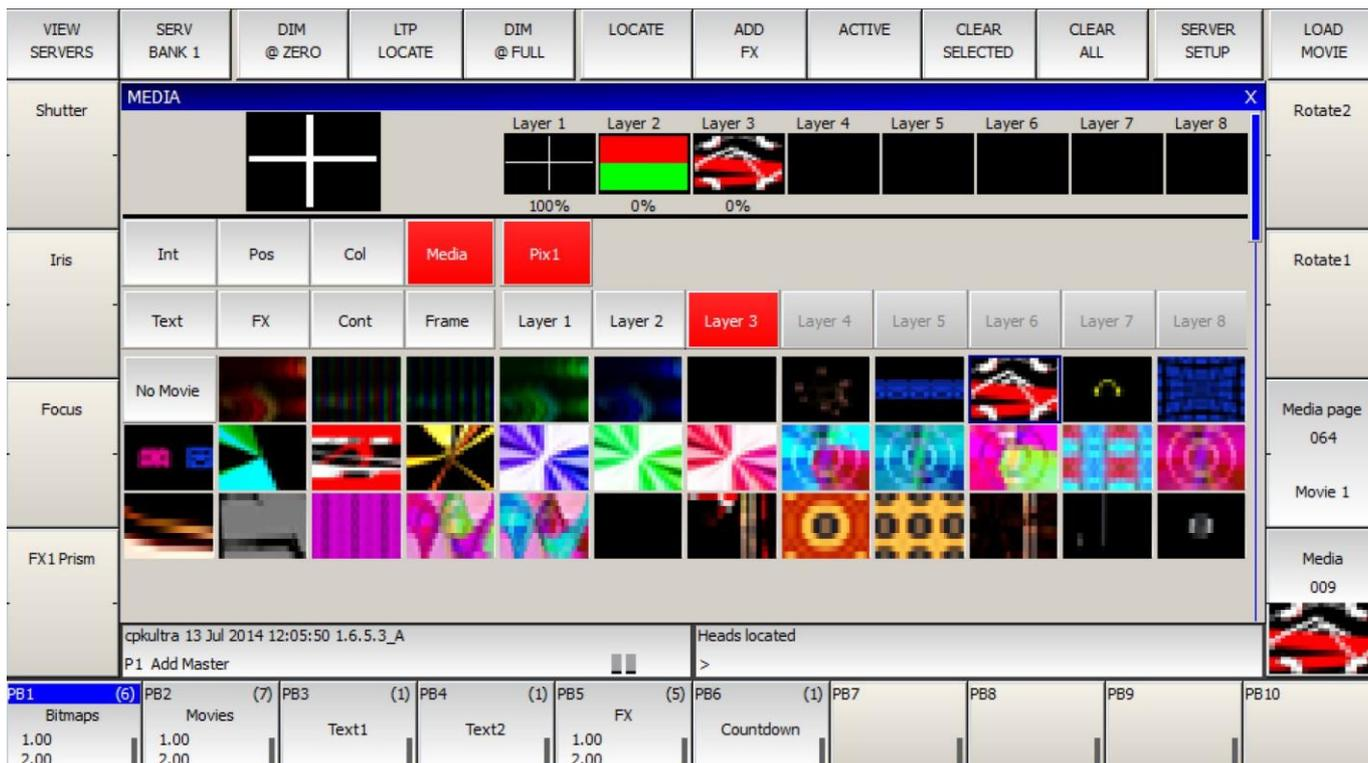 VIEW
SERVERS
SERV
BANK 1
DIM
@ ZERO
LTP
LOCATE
DIM
@ FULL
LOCATE
ADD
FX
ACTIVE
CLEAR
SELECTED
CLEAR
ALL
SERVER
SETUP
LOAD
MOVIE
Shutter
Iris
Focus
FX1 Prism
MEDIA X
Layer 1 Layer 2 Layer 3 Layer 4 Layer 5 Layer 6 Layer 7 Layer 8
100% 0% 0%
Int Pos Col Media Pix1
Text FX Cont Frame Layer 1 Layer 2 Layer 3 Layer 4 Layer 5 Layer 6 Layer 7 Layer 8
No Movie
Rotate2
Rotate1
Media page
064
Movie 1
Media
009
cpkultra 13 Jul 2014 12:05:50 1.6.5.3_A
P1 Add Master
Heads located
>
PB1 (6)
Bitmaps
1.00
2.00
PB2 (7)
Movies
1.00
2.00
PB3 (1)
Text1
PB4 (1)
Text2
PB5 (5)
FX
1.00
2.00
PB6 (1)
Countdown
PB7
PB8
PB9
PB10